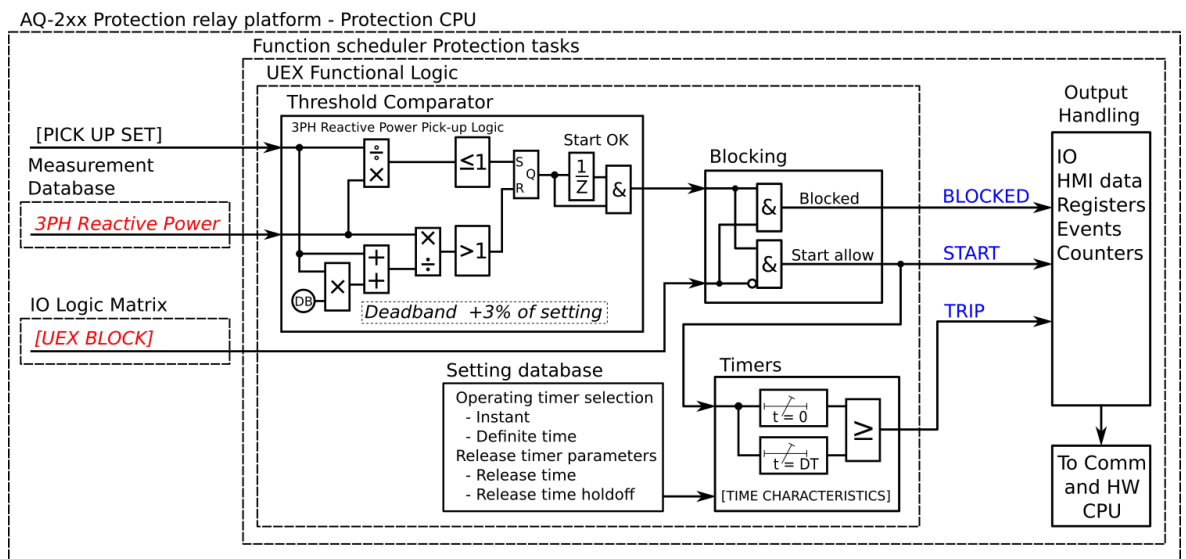 AQ-2xx Protection relay platform - Protection CPU
Function scheduler Protection tasks
UEX Functional Logic
Threshold Comparator
3PH Reactive Power Pick-up Logic
[PICK UP SET]
Measurement
Database
3PH Reactive Power
IO Logic Matrix
[UEX BLOCK]
÷
×
≤1
S
Q
R
Start OK
1
Z
&
+
+
×
÷
>1
DB
×
Deadband +3% of setting
Blocking
&
Blocked
&
Start allow
BLOCKED
START
TRIP
Output
Handling
IO
HMI data
Registers
Events
Counters
To Comm
and HW
CPU
Setting database
Operating timer selection
- Instant
- Definite time
Release timer parameters
- Release time
- Release time holdoff
Timers
t = 0
t = DT
≥
[TIME CHARACTERISTICS]